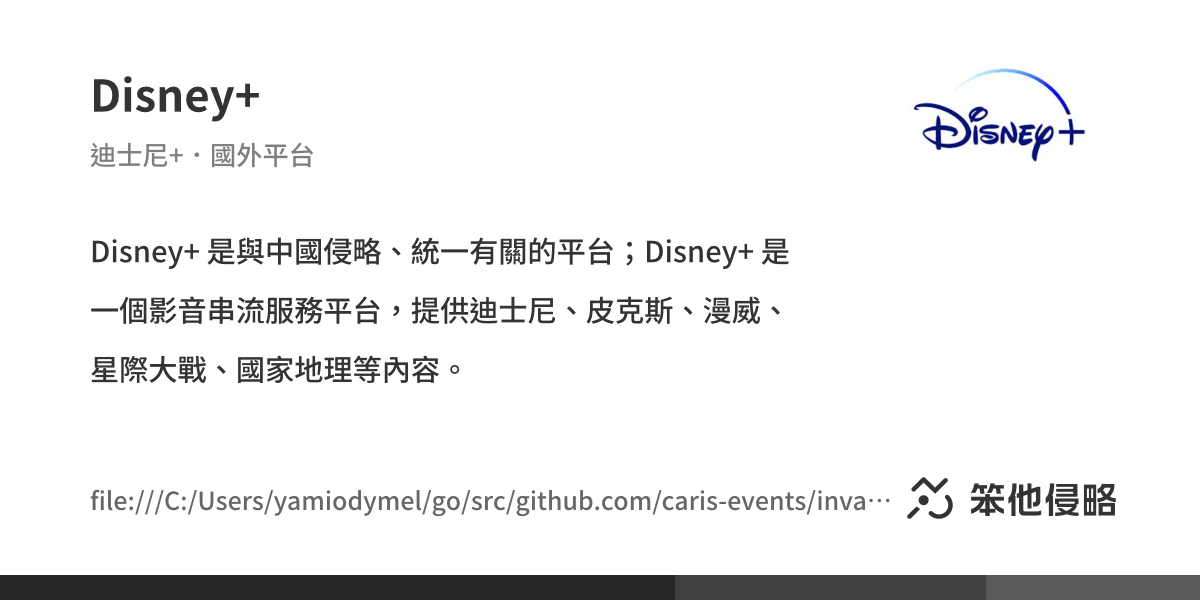 Disney+
迪士尼+・國外平台
Disney+
Disney+ 是與中國侵略、統一有關的平台；Disney+ 是
一個影音串流服務平台，提供迪士尼、皮克斯、漫威、
星際大戰、國家地理等內容。
file:///C:/Users/yamiodymel/go/src/github.com/caris-events/inva…
笨他侵略